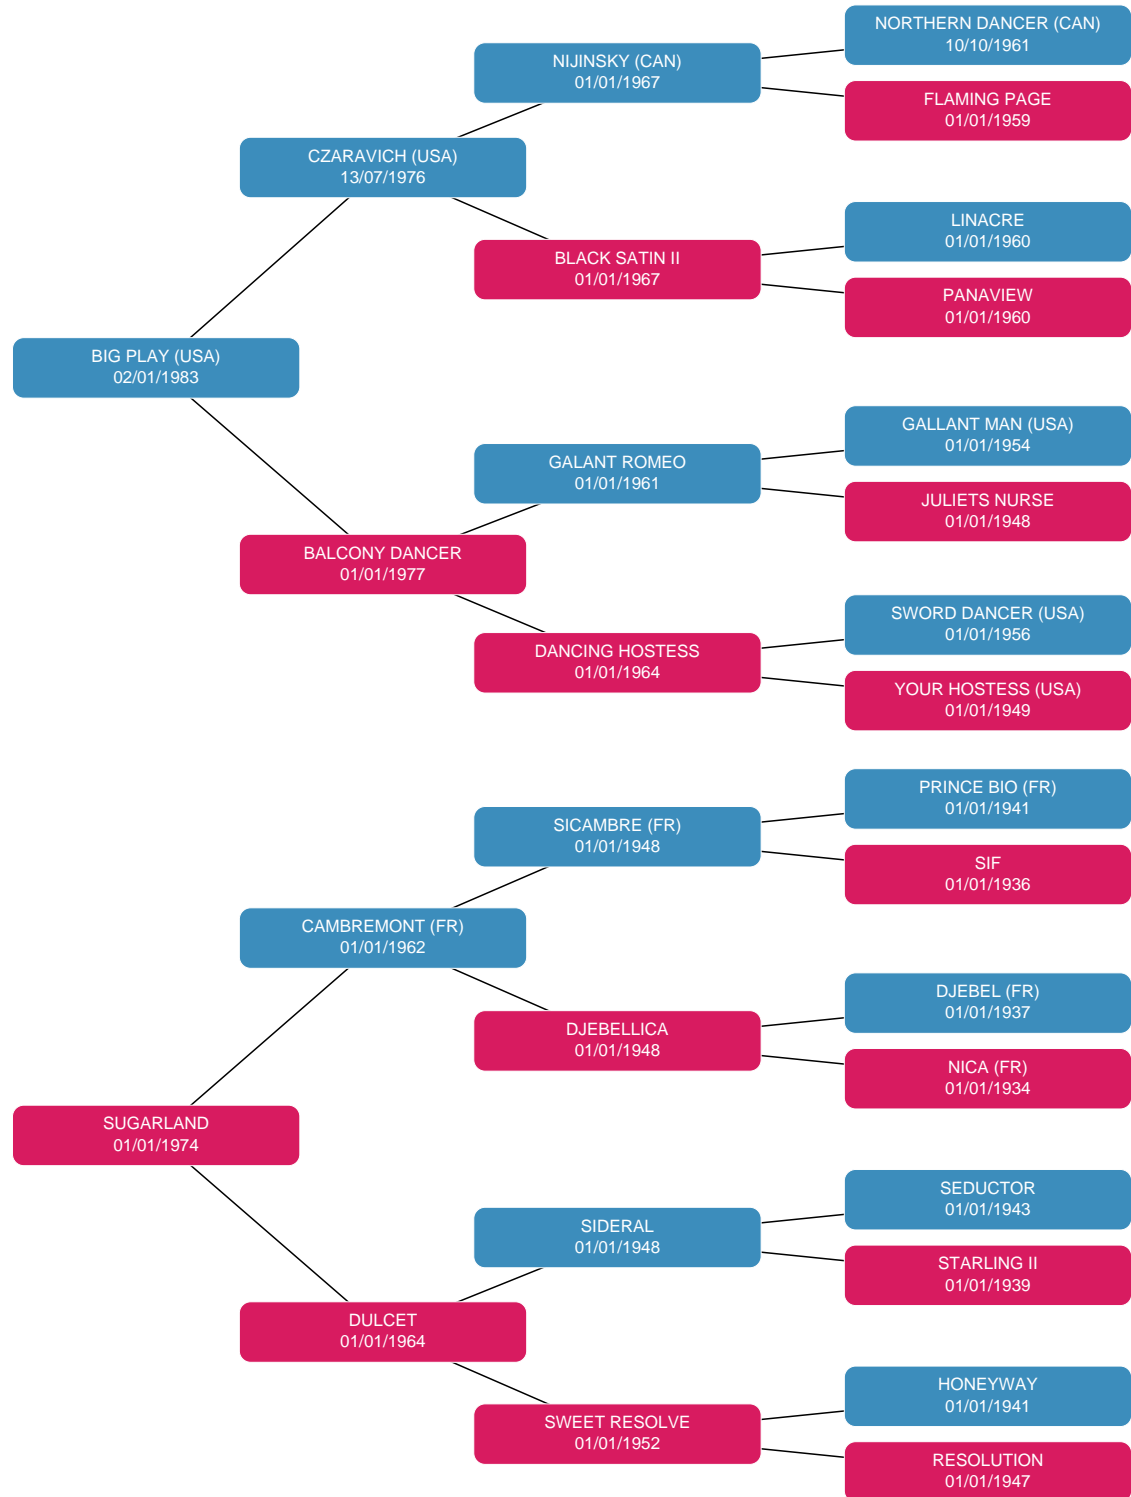 NORTHERN DANCER (CAN)
10/10/1961
NIJINSKY (CAN)
01/01/1967
FLAMING PAGE
01/01/1959
CZARAVICH (USA)
13/07/1976
LINACRE
01/01/1960
BLACK SATIN II
01/01/1967
PANAVIEW
01/01/1960
BIG PLAY (USA)
02/01/1983
GALLANT MAN (USA)
01/01/1954
GALANT ROMEO
01/01/1961
JULIETS NURSE
01/01/1948
BALCONY DANCER
01/01/1977
SWORD DANCER (USA)
01/01/1956
DANCING HOSTESS
01/01/1964
YOUR HOSTESS (USA)
01/01/1949
PRINCE BIO (FR)
01/01/1941
SICAMBRE (FR)
01/01/1948
SIF
01/01/1936
CAMBREMONT (FR)
01/01/1962
DJEBEL (FR)
01/01/1937
DJEBELLICA
01/01/1948
NICA (FR)
01/01/1934
SUGARLAND
01/01/1974
SEDUCTOR
01/01/1943
SIDERAL
01/01/1948
STARLING II
01/01/1939
DULCET
01/01/1964
HONEYWAY
01/01/1941
SWEET RESOLVE
01/01/1952
RESOLUTION
01/01/1947